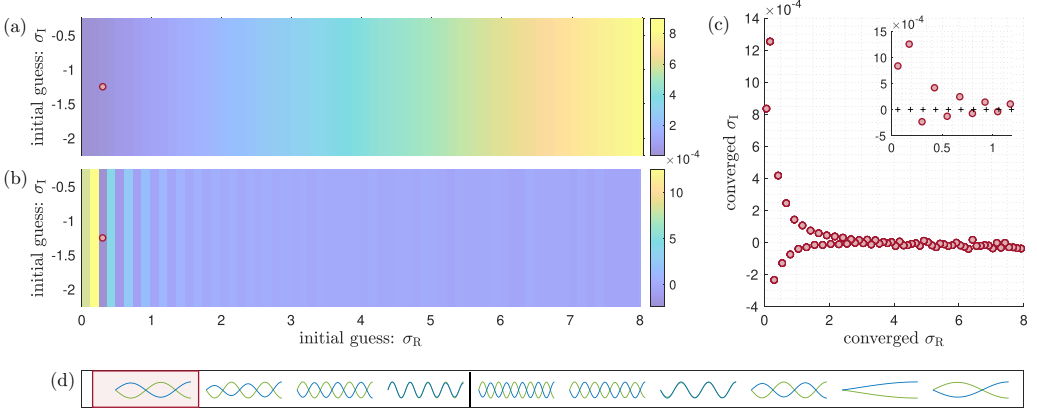 (a)
initial guess: σI
-0.5
-1
-1.5
-2
8
6
4
2
(b)
initial guess: σI
-0.5
-1
-1.5
-2
×10-4
10
5
0
0 1 2 3 4 5 6 7 8
initial guess: σR
(c)
×10-4
14
12
10
8
6
4
2
0
-2
-4
converged σI
0 2 4 6 8
converged σR
×10-4
15
10
5
0
-5
0 0.5 1
(d)